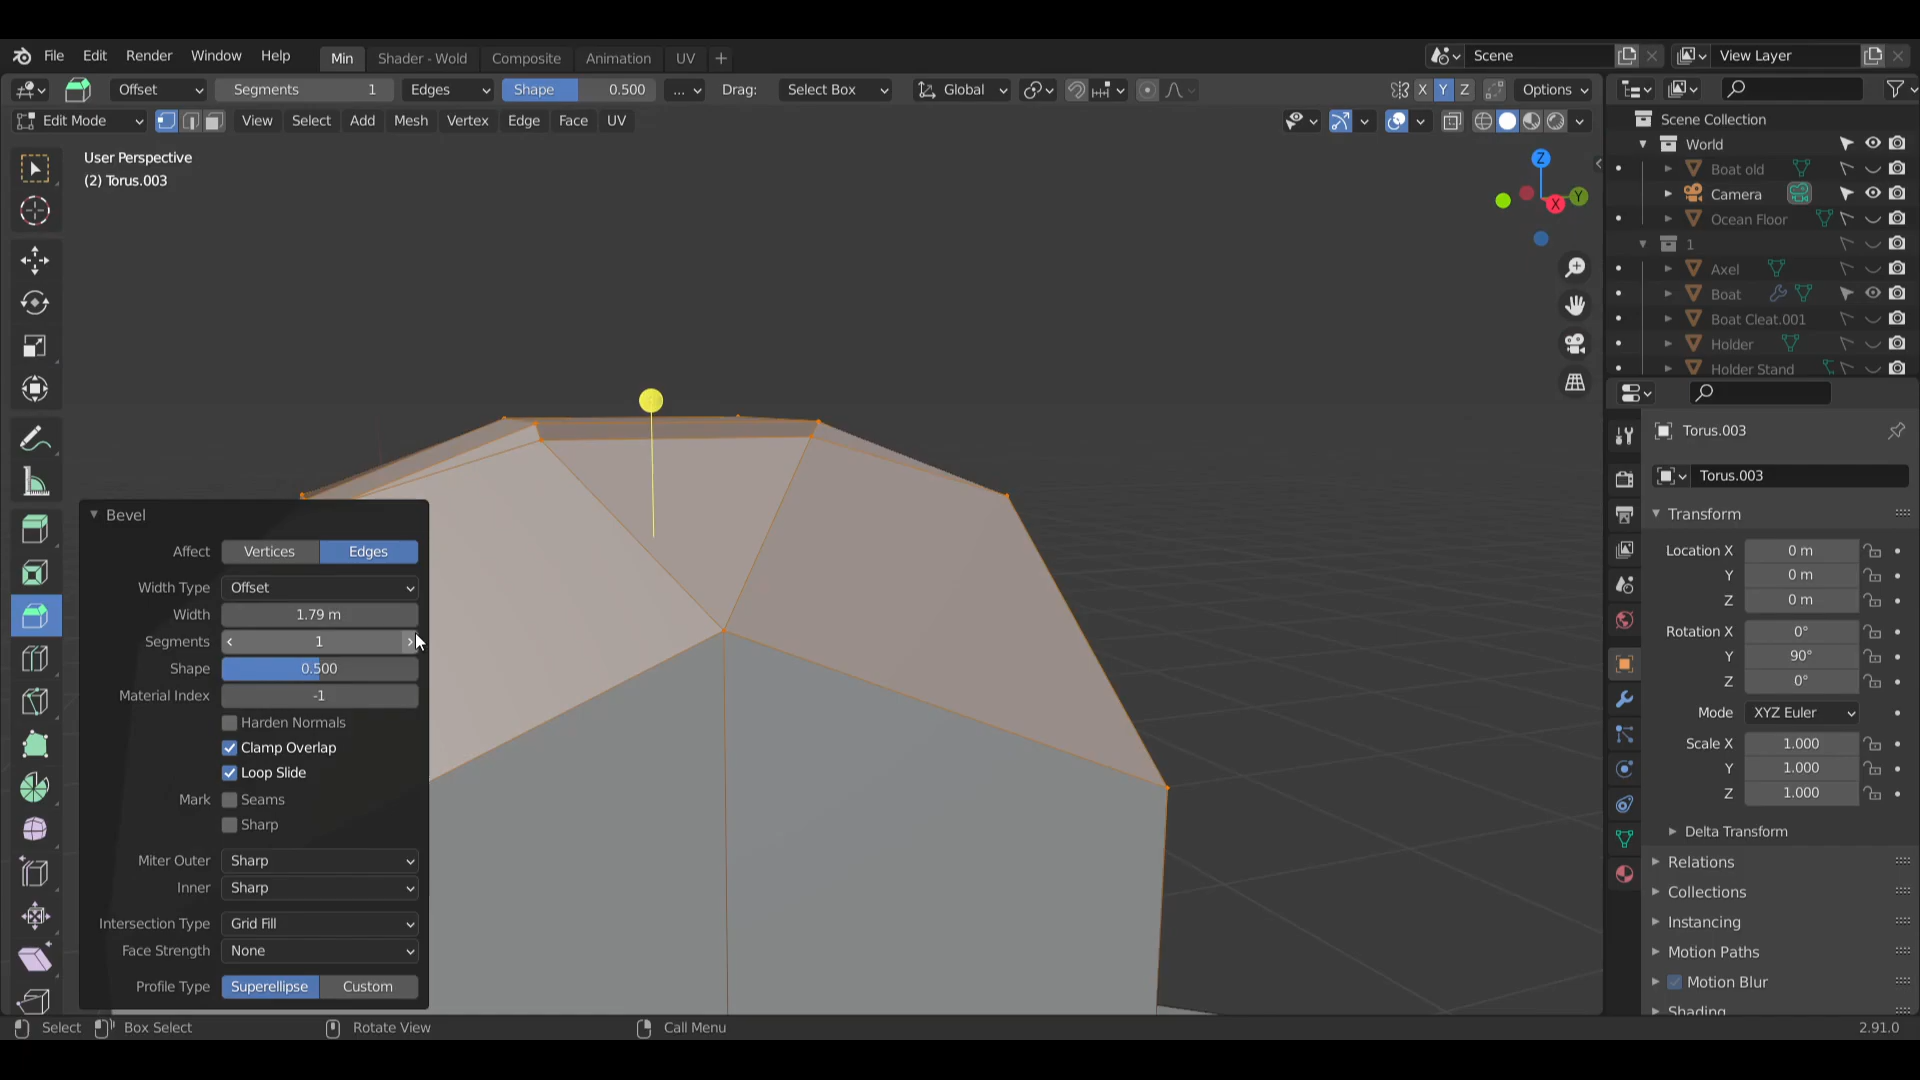 File Edit Render Window Help Min Shader - Wold Composite Animation UV + Scene View Layer
Offset Segments 1 Edges Shape 0.500 ... Drag: Select Box Global X Y Z Options
Edit Mode View Select Add Mesh Vertex Edge Face UV
User Perspective
(2) Torus.003
Z
Y
X
Scene Collection
World
Boat old
Camera
Ocean Floor
1
Axel
Boat
Boat Cleat.001
Holder
Holder Stand
Torus.003
Torus.003
Transform
Location X 0 m
Y 0 m
Z 0 m
Rotation X 0°
Y 90°
Z 0°
Mode XYZ Euler
Scale X 1.000
Y 1.000
Z 1.000
Delta Transform
Relations
Collections
Instancing
Motion Paths
Motion Blur
Shading
Bevel
Affect Vertices Edges
Width Type Offset
Width 1.79 m
Segments 1
Shape 0.500
Material Index -1
Harden Normals
Clamp Overlap
Loop Slide
Mark Seams
Sharp
Miter Outer Sharp
Inner Sharp
Intersection Type Grid Fill
Face Strength None
Profile Type Superellipse Custom
Select Box Select Rotate View Call Menu 2.91.0